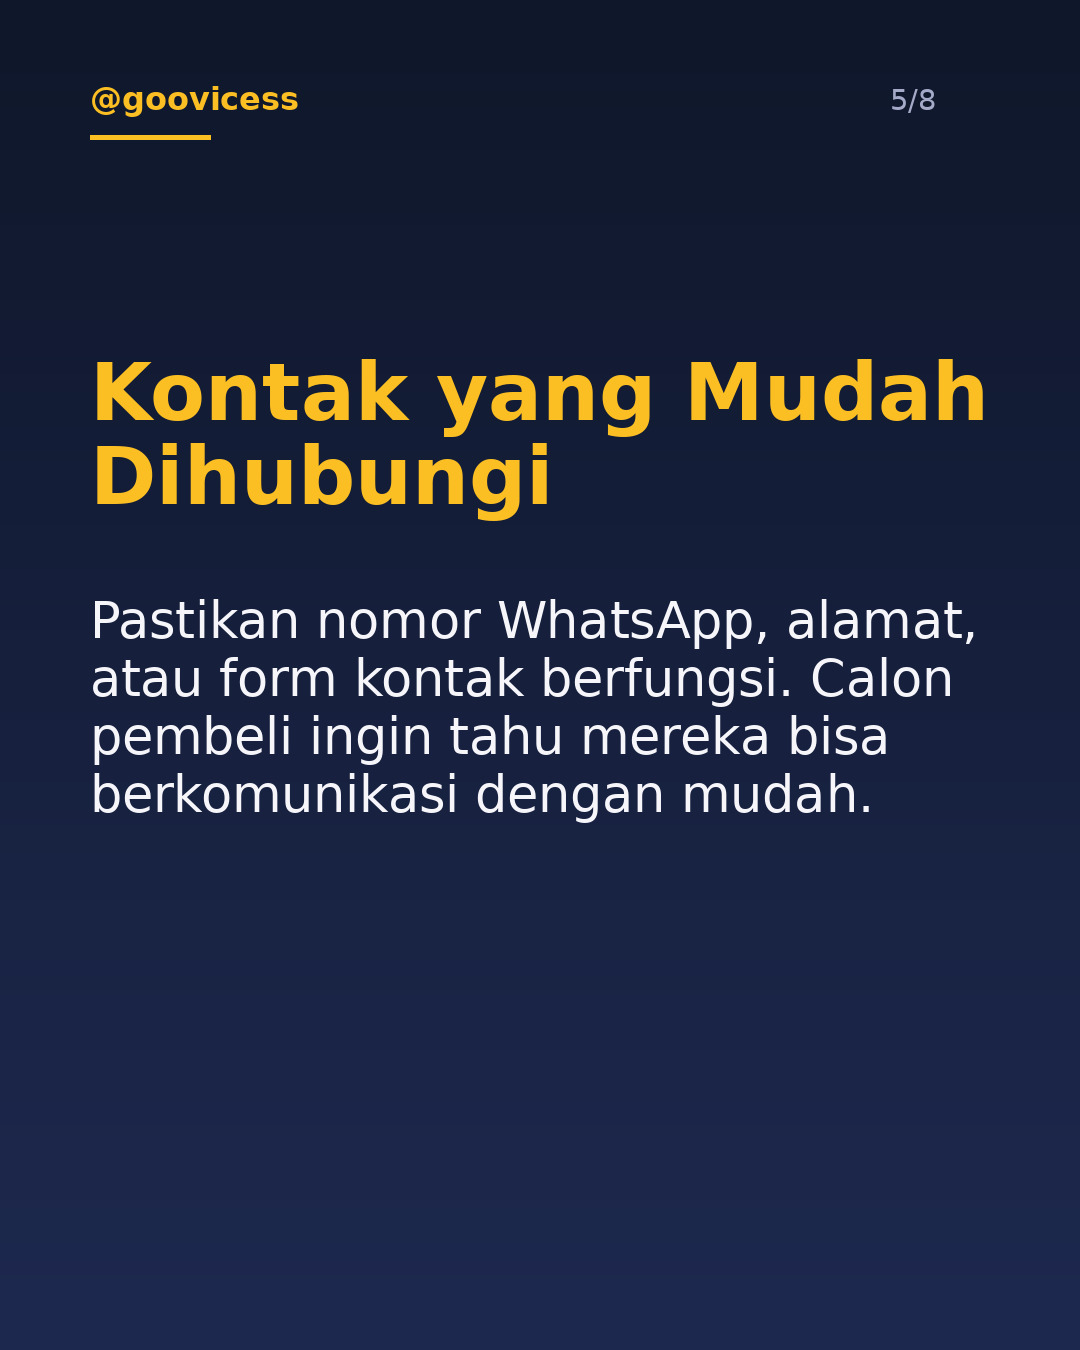 @goovicess
5/8
Kontak yang Mudah
Dihubungi
Pastikan nomor WhatsApp, alamat,
atau form kontak berfungsi. Calon
pembeli ingin tahu mereka bisa
berkomunikasi dengan mudah.